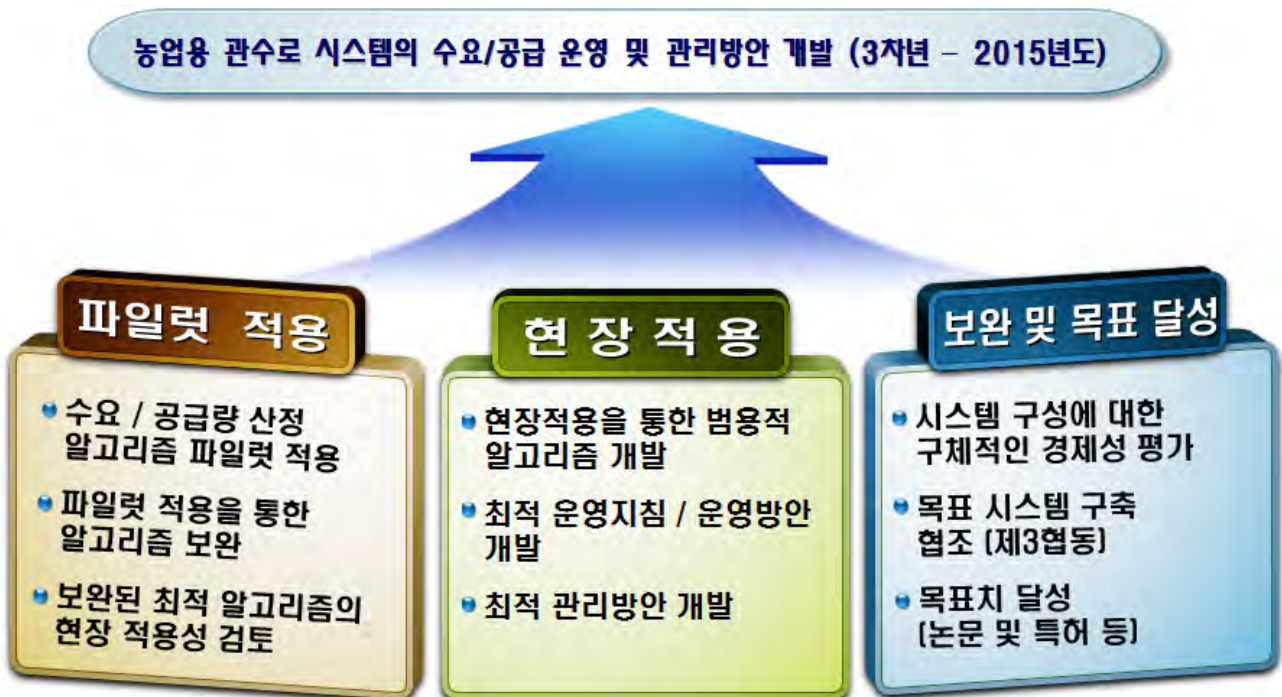 농업용 관수로 시스템의 수요/공급 운영 및 관리방안 개발 (3차년 – 2015년도)
파일럿 적용
수요 / 공급량 산정
알고리즘 파일럿 적용
파일럿 적용을 통한
알고리즘 보완
보완된 최적 알고리즘의
현장 적용성 검토
현장적용
현장적용을 통한 범용적
알고리즘 개발
최적 운영지침 / 운영방안
개발
최적 관리방안 개발
보완 및 목표 달성
시스템 구성에 대한
구체적인 경제성 평가
목표 시스템 구축
협조 (제3협동)
목표치 달성
(논문 및 특허 등)